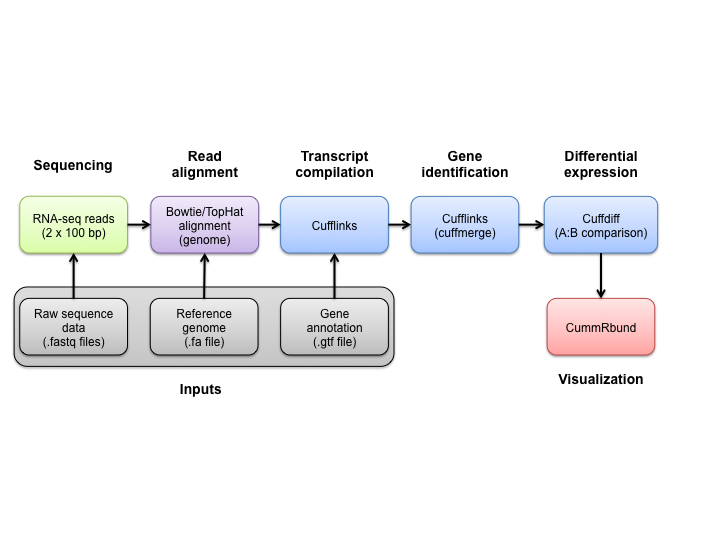 Sequencing
Read
alignment
Transcript
compilation
Gene
identification
Differential
expression
RNA-seq reads
(2 x 100 bp)
Bowtie/TopHat
alignment
(genome)
Cufflinks
Cufflinks
(cuffmerge)
Cuffdiff
(A:B comparison)
Raw sequence
data
(.fastq files)
Reference
genome
(.fa file)
Gene
annotation
(.gtf file)
CummRbund
Inputs
Visualization